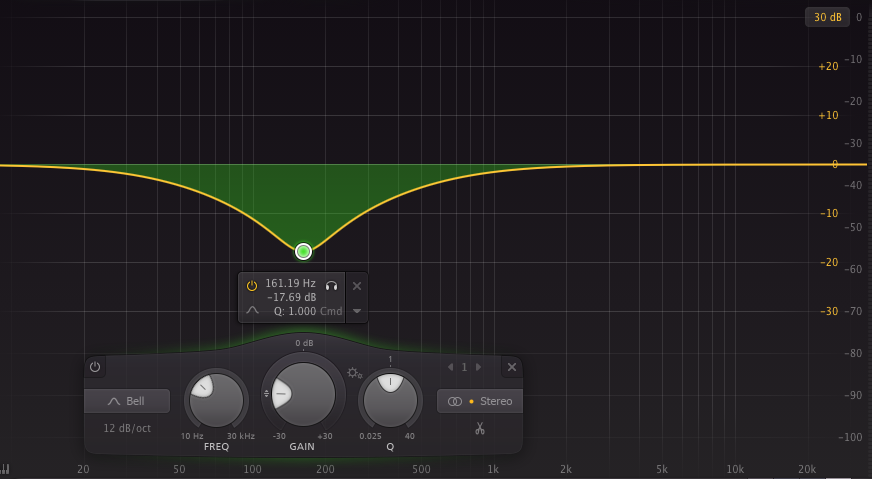 30 dB 0
+20 -10
+10 -20
-30
0 -40
-10 -50
-20 -60
161.19 Hz
-17.69 dB
Q: 1.000 Cmd
-30 -70
0 dB
-80
1
1
Bell
Stereo
-90
12 dB/oct
10 Hz 30 kHz
-30 +30
0.025 40
-100
FREQ GAIN Q
20 50 100 200 500 1k 2k 5k 10k 20k